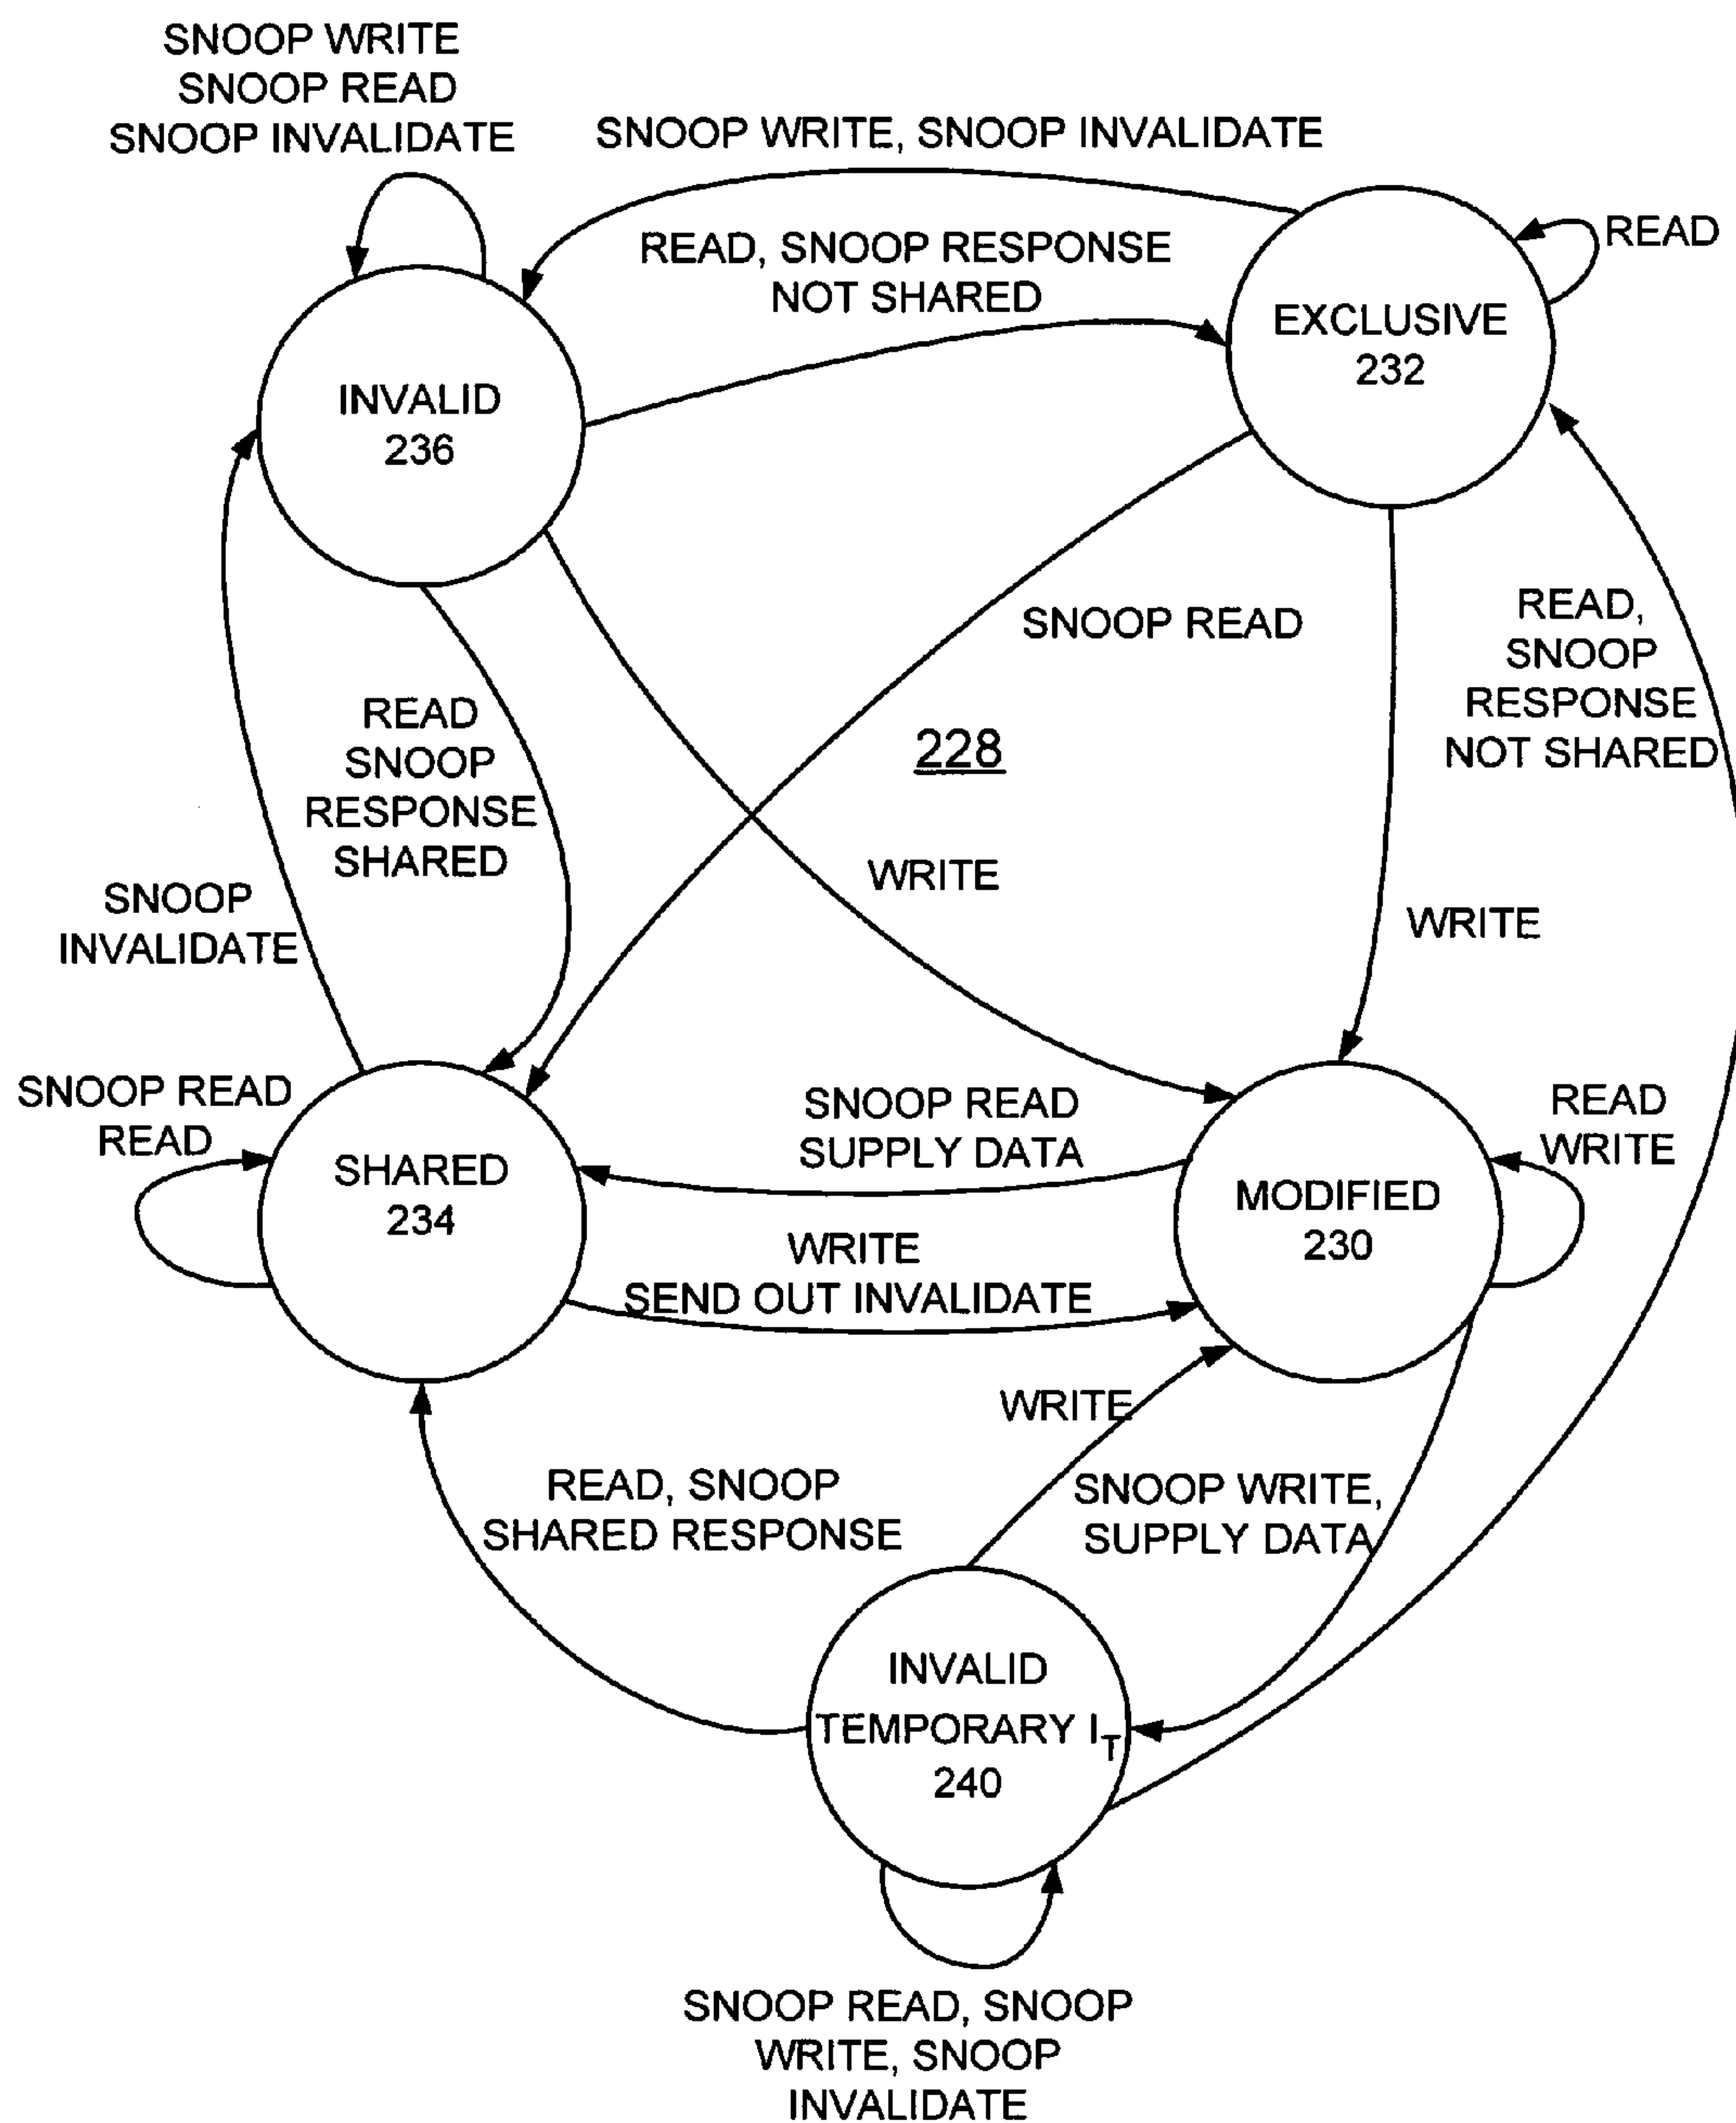 SNOOP WRITE
SNOOP READ
SNOOP INVALIDATE
SNOOP WRITE, SNOOP INVALIDATE
READ, SNOOP RESPONSE
NOT SHARED
READ
EXCLUSIVE
232
INVALID
236
SNOOP READ
READ,
SNOOP
RESPONSE
NOT SHARED
READ
SNOOP
RESPONSE
SHARED
228
WRITE
WRITE
SNOOP
INVALIDATE
SNOOP READ
READ
SHARED
234
SNOOP READ
SUPPLY DATA
READ
WRITE
MODIFIED
230
WRITE
SEND OUT INVALIDATE
WRITE
READ, SNOOP
SHARED RESPONSE
SNOOP WRITE,
SUPPLY DATA
INVALID
TEMPORARY IT
240
SNOOP READ, SNOOP
WRITE, SNOOP
INVALIDATE